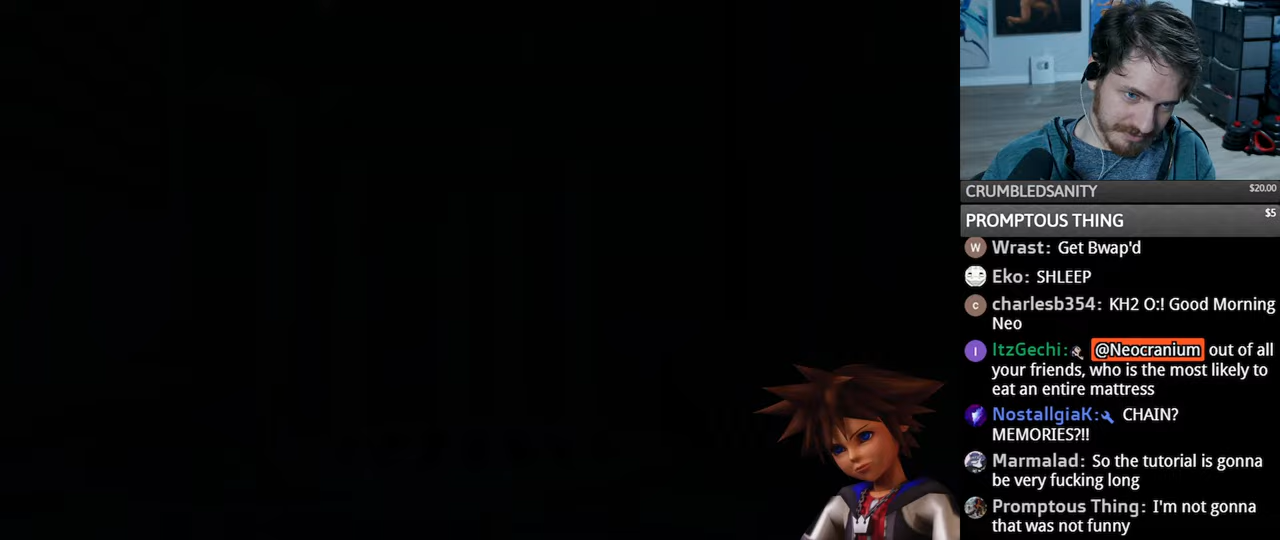 CRUMBLEDSANITY $20.00
PROMPTOUS THING $5
W Wrast: Get Bwap'd
Eko: SHLEEP
c charlesb354: KH2 O:! Good Morning
Neo
I ItzGechi: @Neocranium out of all
your friends, who is the most likely to
eat an entire mattress
NostallgiaK: CHAIN?
MEMORIES?!!
Marmalad: So the tutorial is gonna
be very fucking long
Promptous Thing: I'm not gonna
that was not funny